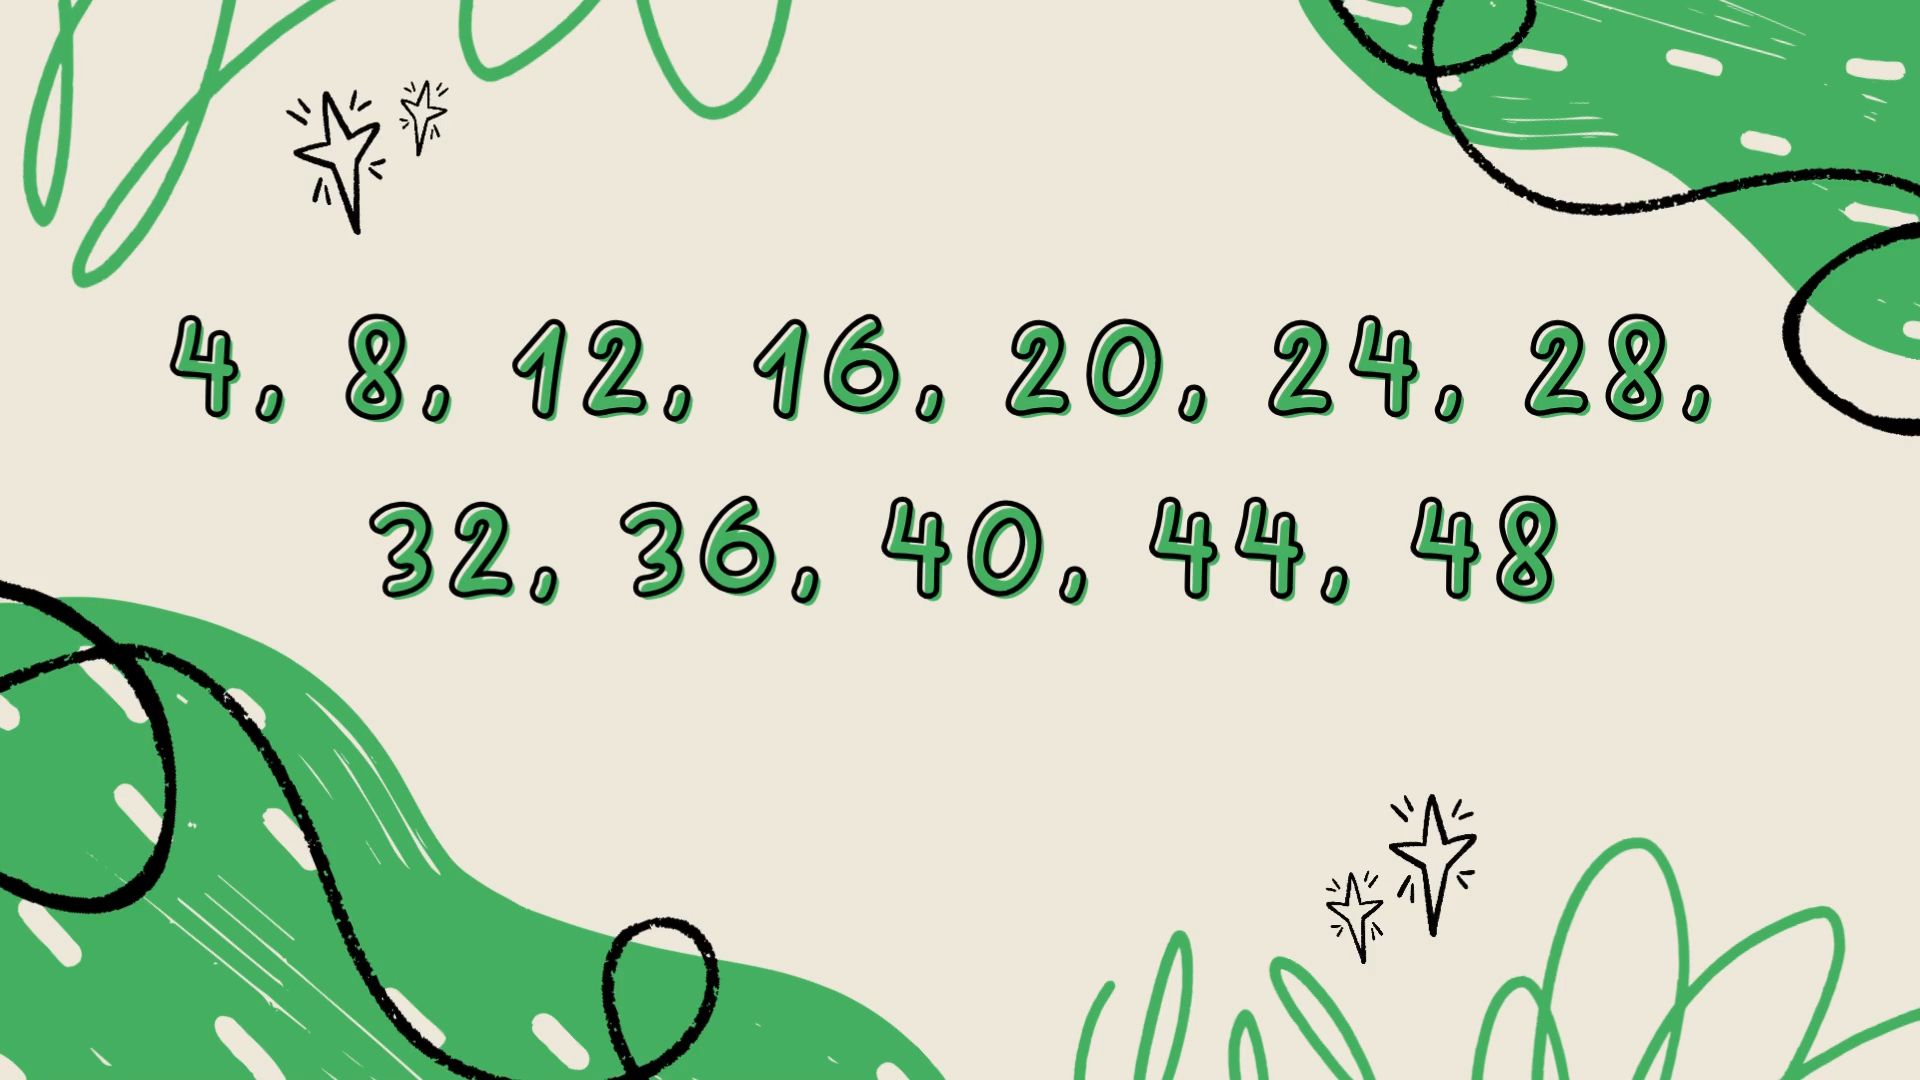 4, 8, 12, 16, 20, 24, 28,
32, 36, 40, 44, 48